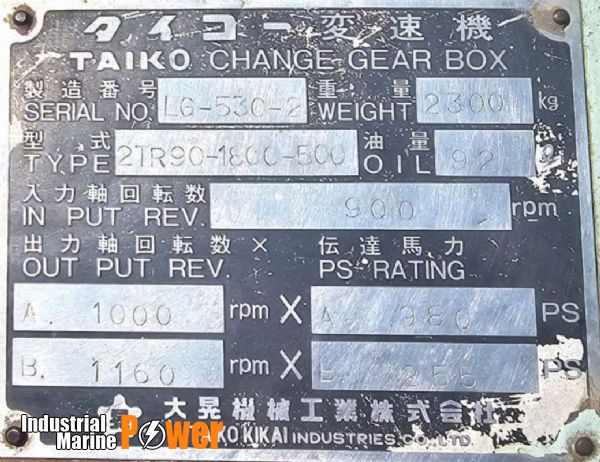 タイコー変速機
TAIKO CHANGE GEAR BOX
製造番号 LG-530-2 重量 2300 kg
SERIAL NO. WEIGHT
型式 2TR90-1800-500 油量 92 ℓ
TYPE OIL
入力軸回転数 900 rpm
IN PUT REV.
出力軸回転数 × 伝達馬力
OUT PUT REV. PS-RATING
A. 1000 rpm X A. 980 PS
B. 1160 rpm X B. 255 PS
大晃機械工業株式会社
KIKAI INDUSTRIES CO., LTD.
Industrial
Marine Power